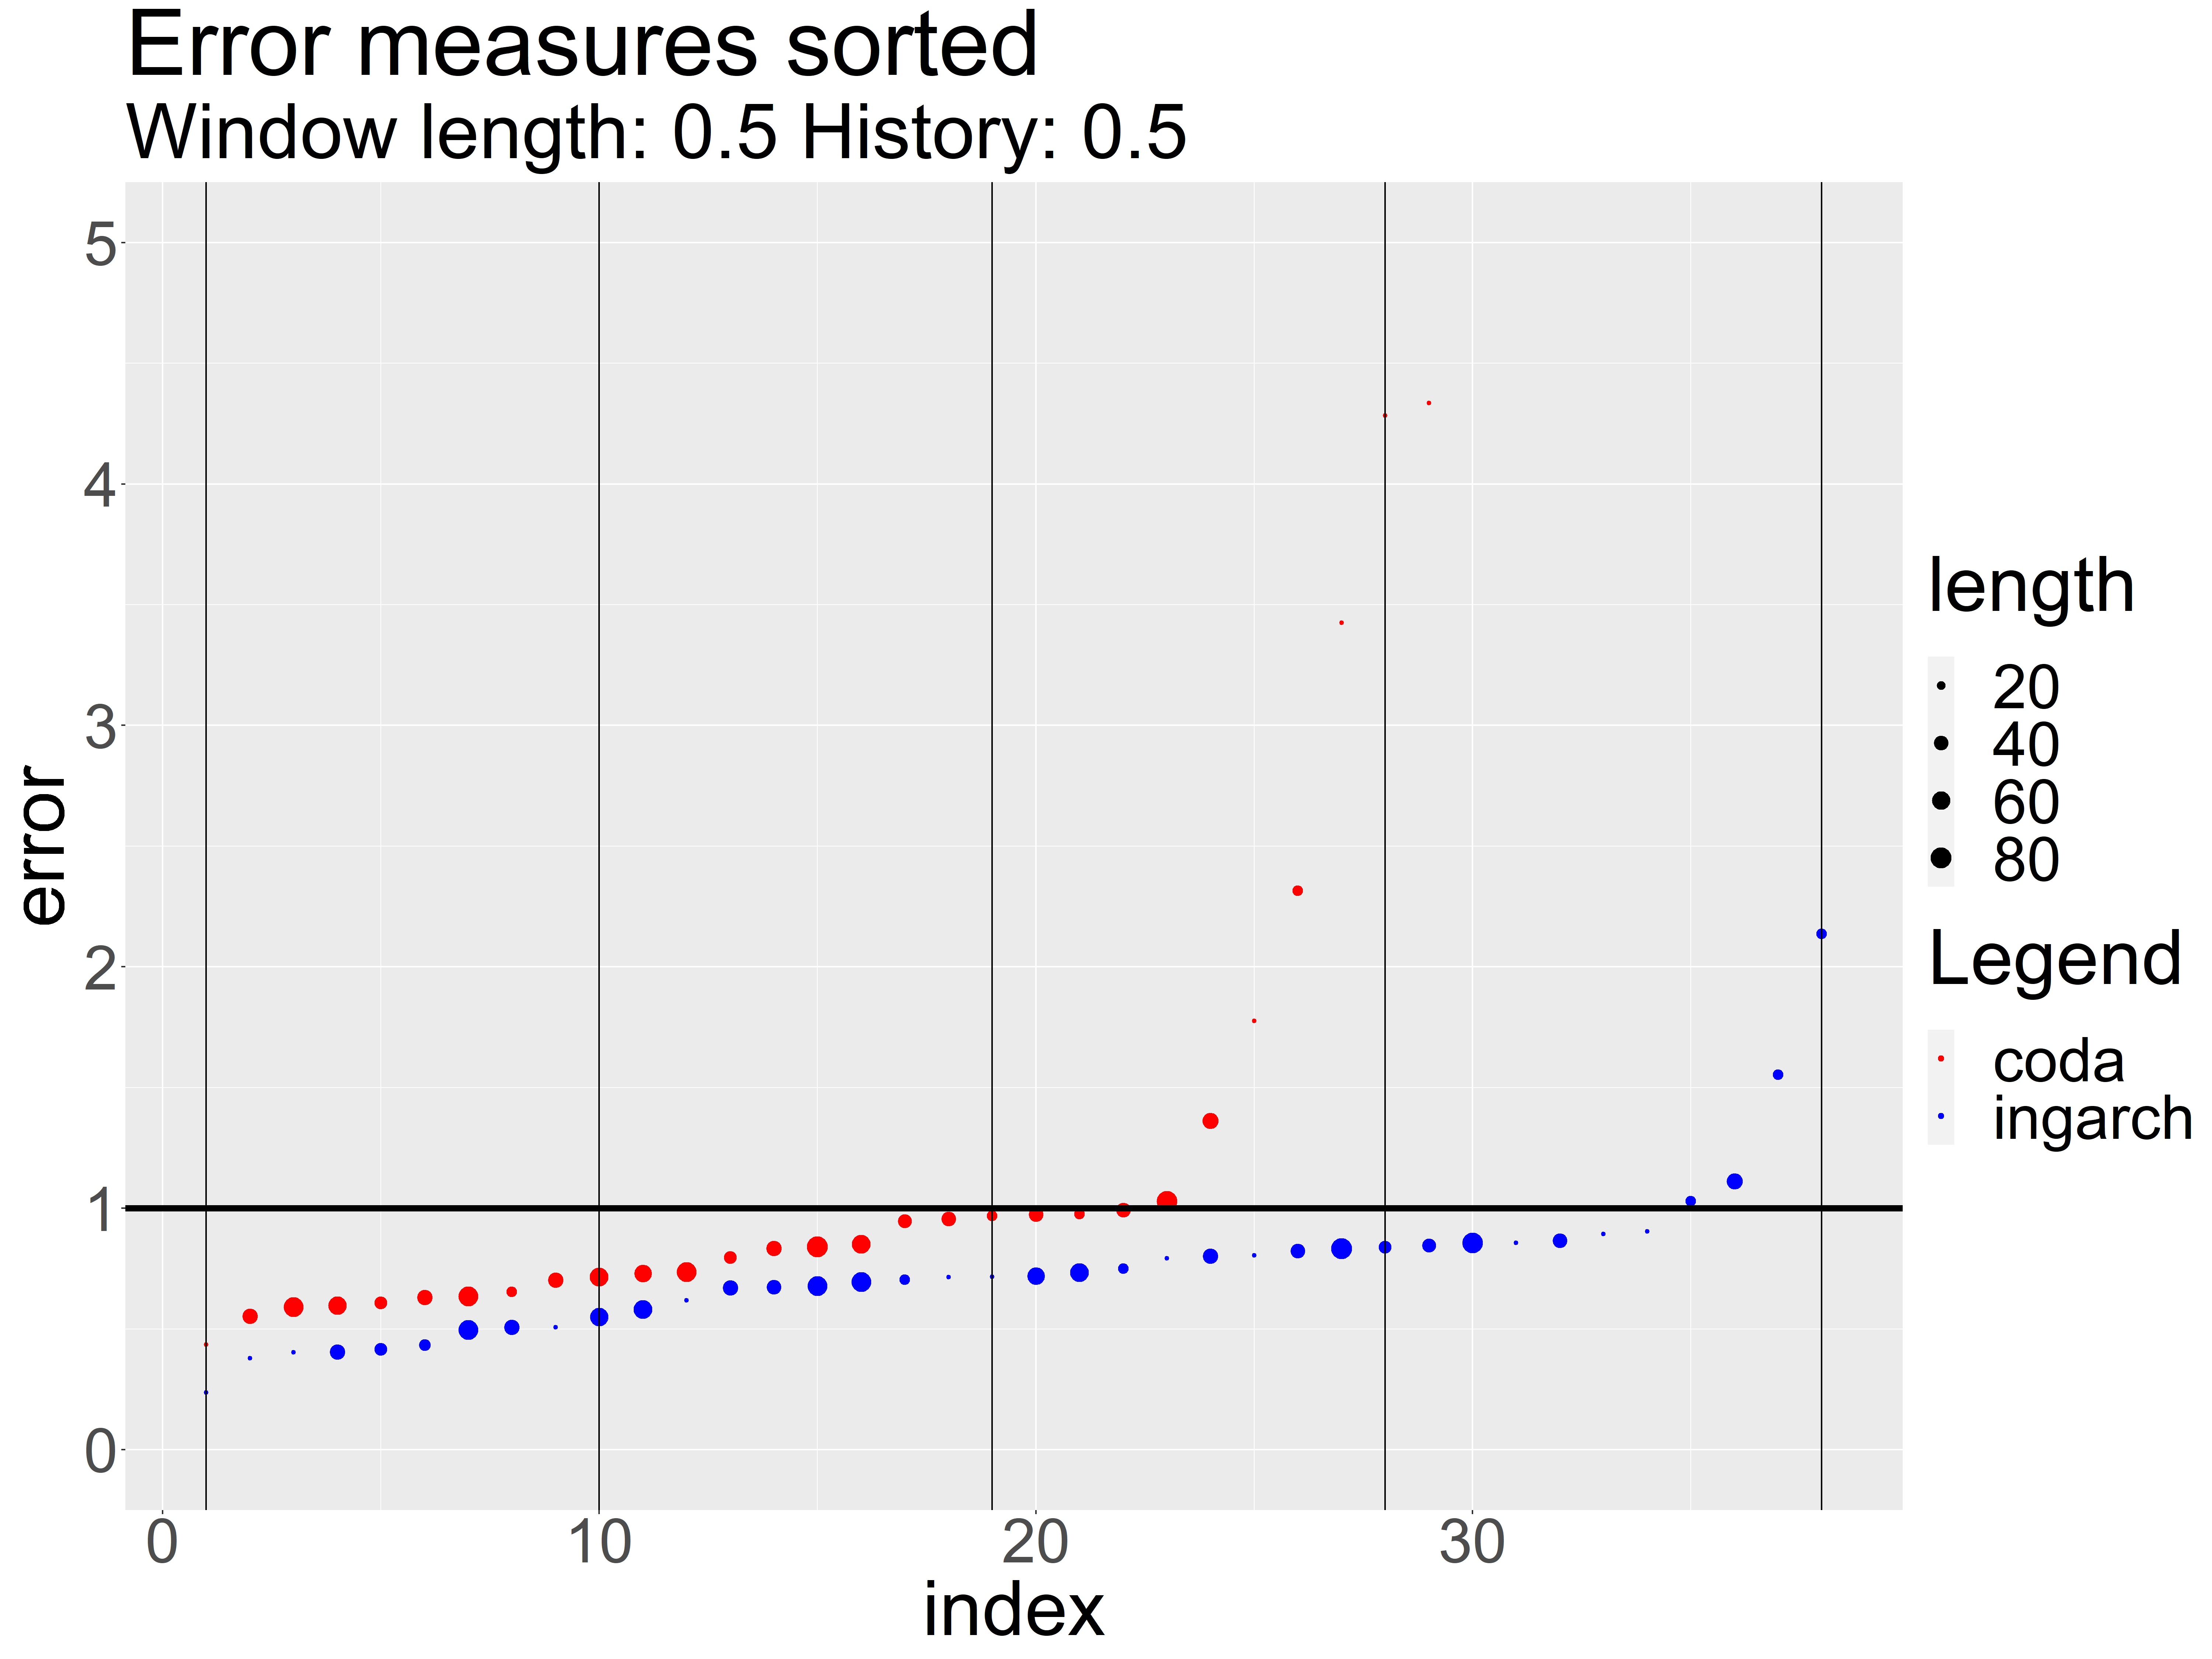 Error measures sorted
Window length: 0.5 History: 0.5
error
5
4
3
2
1
0
0 10 20 30
index
length
20
40
60
80
Legend
coda
ingarch